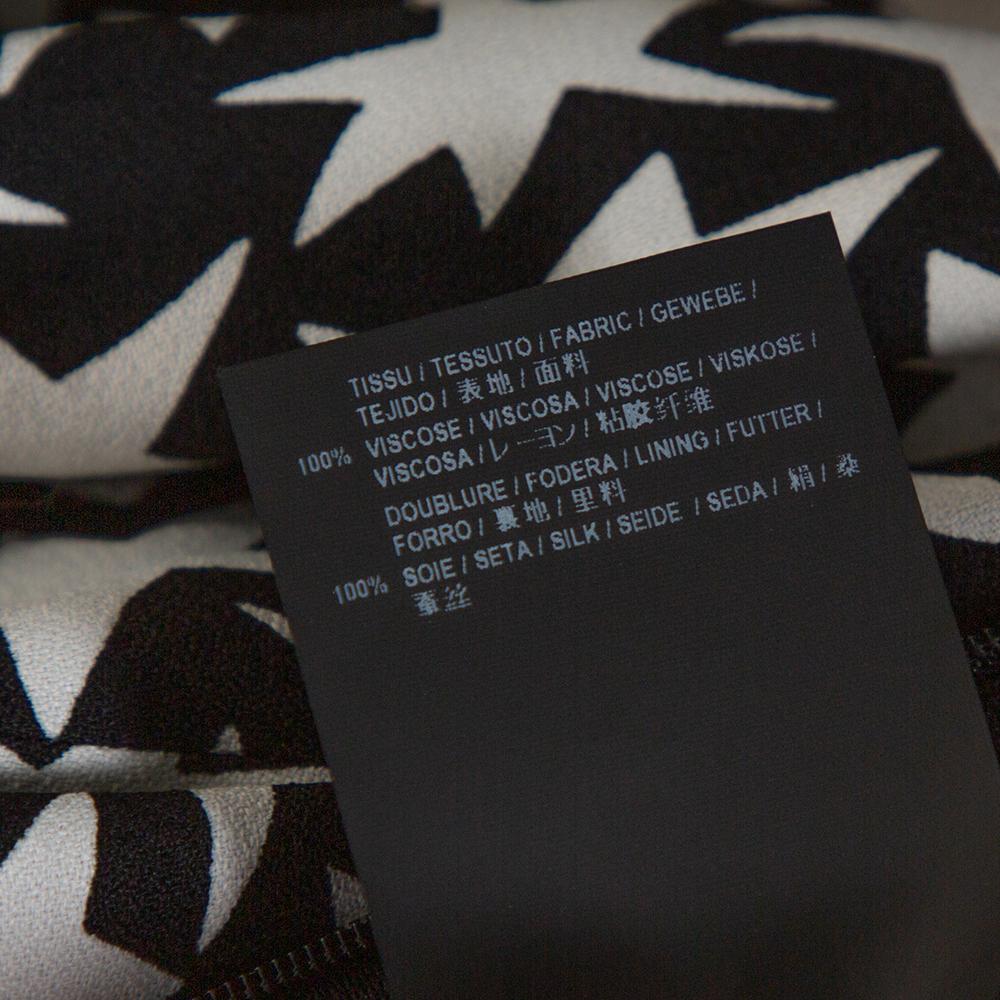 TISSU / TESSUTO / FABRIC / GEWEBE /
TEJIDO / 表地 / 面料
100% VISCOSE / VISCOSA / VISCOSE / VISKOSE /
VISCOSA / レーヨン / 粘胶纤维
DOUBLURE / FODERA / LINING / FUTTER /
FORRO / 裏地 / 里料
100% SOIE / SETA / SILK / SEIDE / SEDA / 絹 / 桑
蚕丝